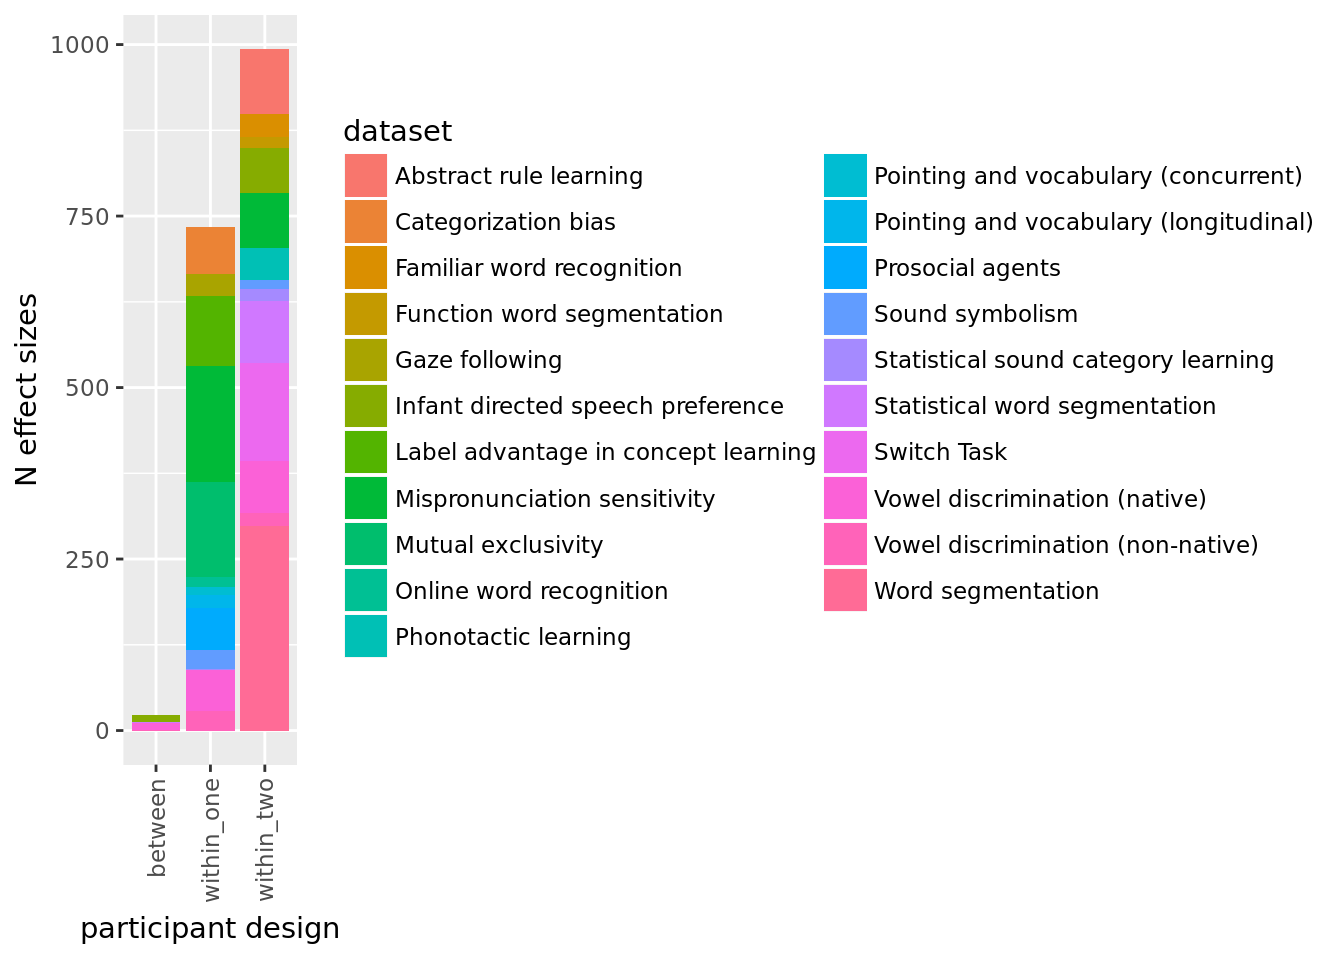 1000
750
500
250
0
N effect sizes
between
within_one
within_two
participant design
dataset
Abstract rule learning
Categorization bias
Familiar word recognition
Function word segmentation
Gaze following
Infant directed speech preference
Label advantage in concept learning
Mispronunciation sensitivity
Mutual exclusivity
Online word recognition
Phonotactic learning
Pointing and vocabulary (concurrent)
Pointing and vocabulary (longitudinal)
Prosocial agents
Sound symbolism
Statistical sound category learning
Statistical word segmentation
Switch Task
Vowel discrimination (native)
Vowel discrimination (non-native)
Word segmentation